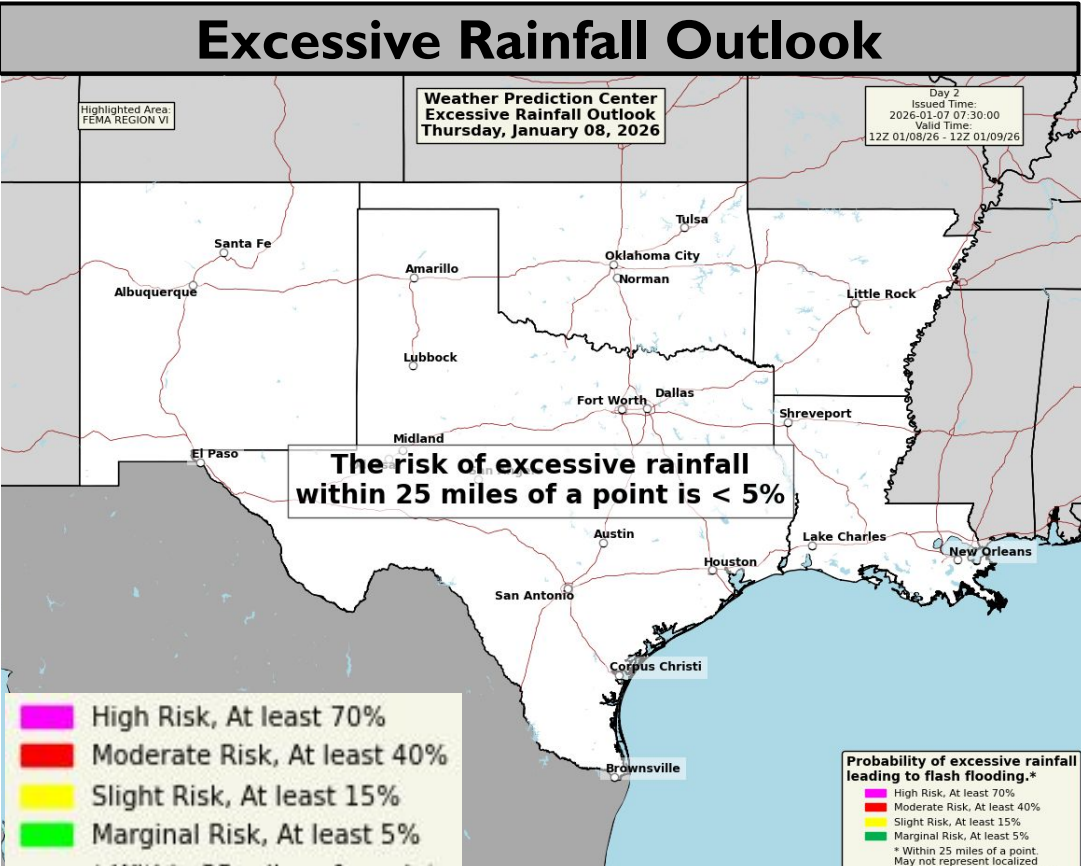 Excessive Rainfall Outlook
Highlighted Area:
FEMA REGION VI
Weather Prediction Center
Excessive Rainfall Outlook
Thursday, January 08, 2026
Day 2
Issued Time:
2026-01-07 07:30:00
Valid Time:
12Z 01/08/26 - 12Z 01/09/26
Tulsa
Santa Fe
Oklahoma City
Amarillo
Norman
Albuquerque
Little Rock
Lubbock
Dallas
Fort Worth
Shreveport
Midland
El Paso
The risk of excessive rainfall
within 25 miles of a point is < 5%
Austin
Lake Charles
New Orleans
Houston
San Antonio
Corpus Christi
Brownsville
High Risk, At least 70%
Moderate Risk, At least 40%
Slight Risk, At least 15%
Marginal Risk, At least 5%
Probability of excessive rainfall
leading to flash flooding.*
High Risk, At least 70%
Moderate Risk, At least 40%
Slight Risk, At least 15%
Marginal Risk, At least 5%
* Within 25 miles of a point.
May not represent localized